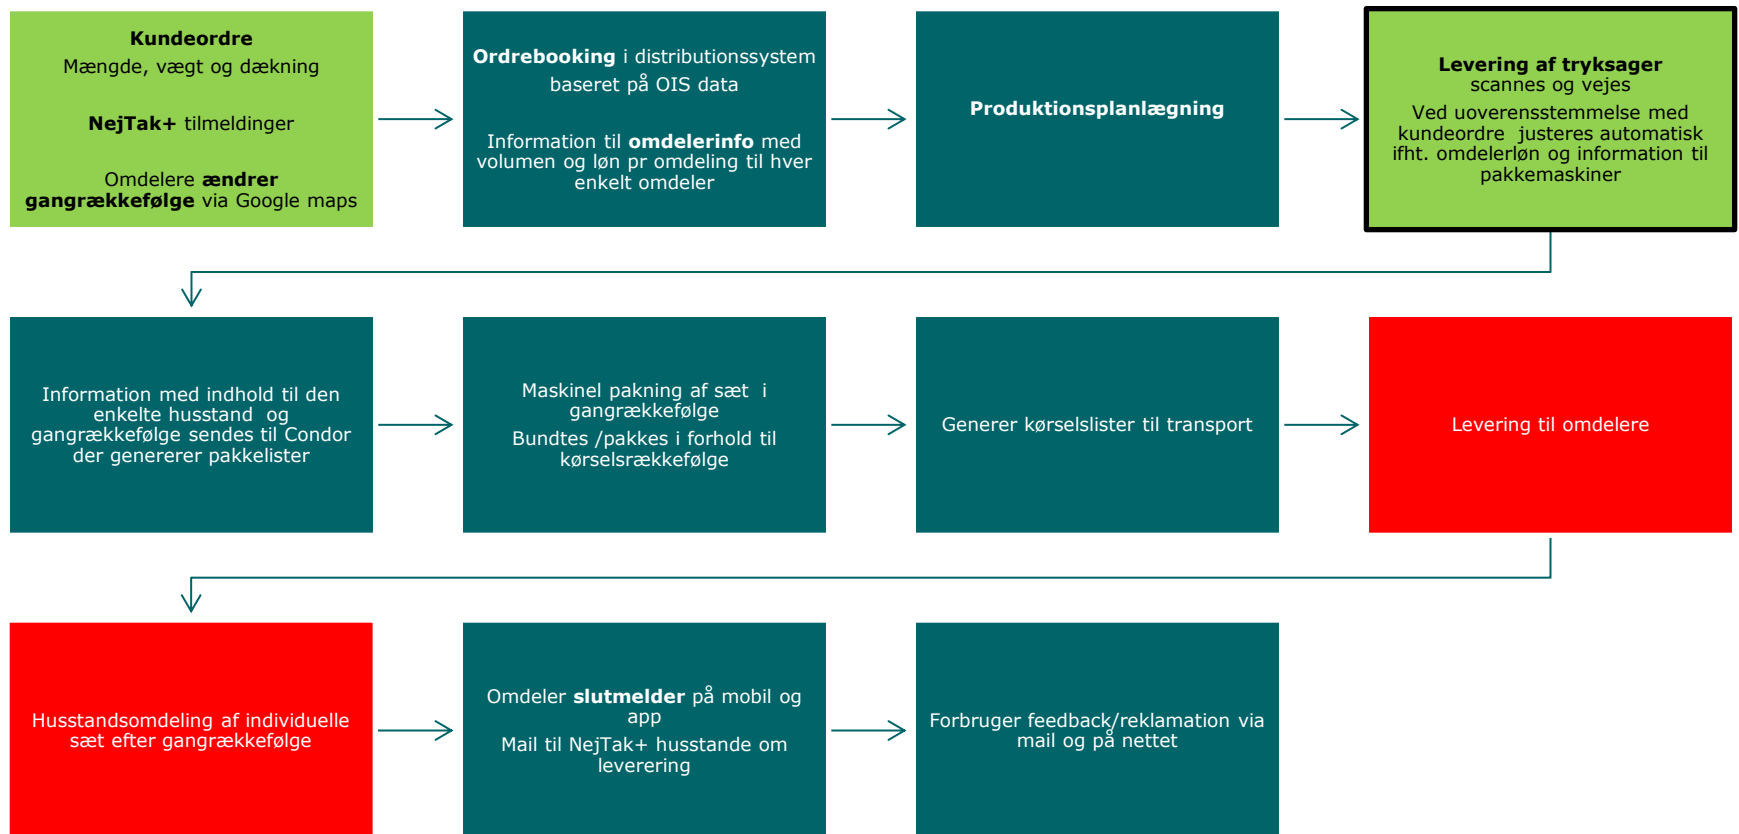 Kundeordre
Mængde, vægt og dækning
NejTak+ tilmeldinger
Omdelere ændrer
gangrækkefølge via Google maps
Ordrebooking i distributionssystem
baseret på OIS data
Information til omdelerinfo med
volumen og løn pr omdeling til hver
enkelt omdeler
Produktionsplanlægning
Levering af tryksager
scannes og vejes
Ved uoverensstemmelse med
kundeordre justeres automatisk
ifht. omdelerløn og information til
pakkemaskiner
Information med indhold til den
enkelte husstand og
gangrækkefølge sendes til Condor
der genererer pakkelister
Maskinel pakning af sæt i
gangrækkefølge
Bundtes /pakkes i forhold til
kørselsrækkefølge
Generer kørselslister til transport
Levering til omdelere
Husstandsomdeling af individuelle
sæt efter gangrækkefølge
Omdeler slutmelder på mobil og
app
Mail til NejTak+ husstande om
leverering
Forbruger feedback/reklamation via
mail og på nettet